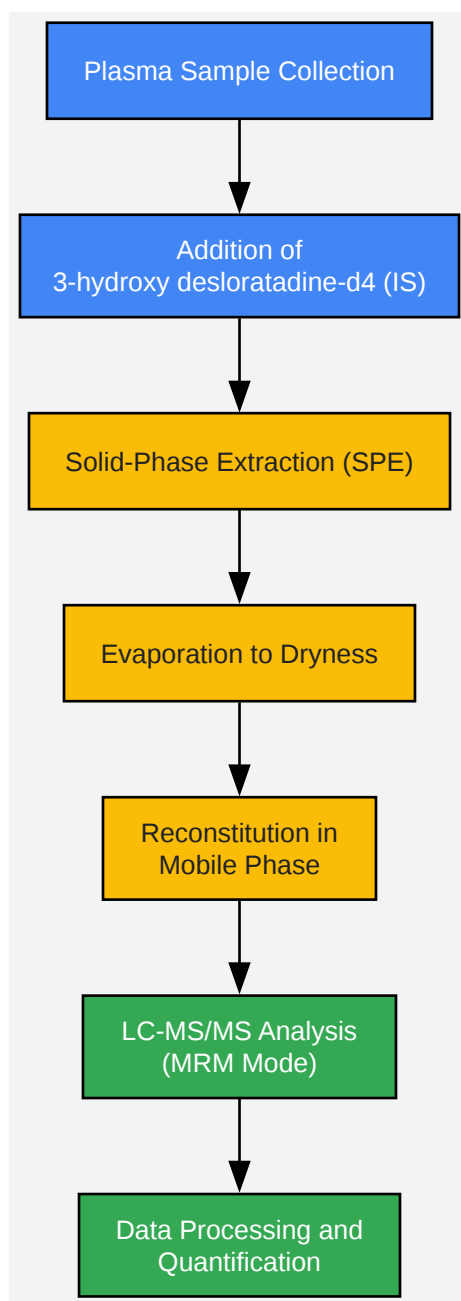 Plasma Sample Collection
Addition of
3-hydroxy desloratadine-d4 (IS)
Solid-Phase Extraction (SPE)
Evaporation to Dryness
Reconstitution in
Mobile Phase
LC-MS/MS Analysis
(MRM Mode)
Data Processing and
Quantification